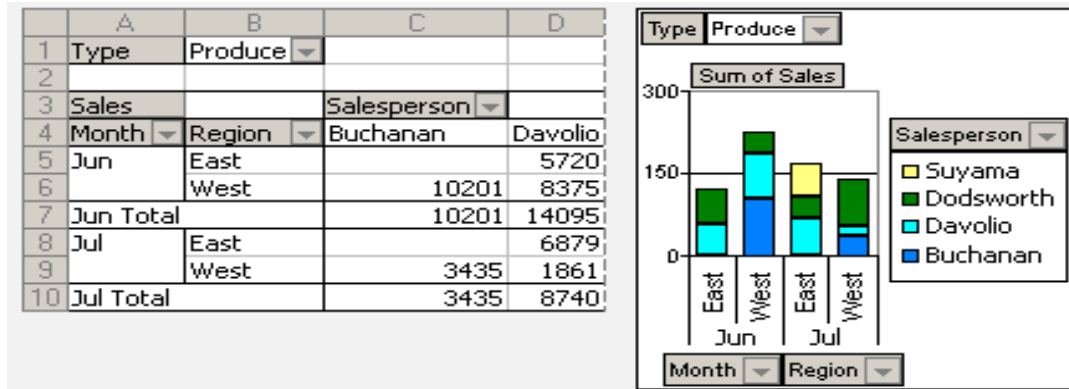 A B C D
1 Type Produce
2
3 Sales Salesperson
4 Month Region Buchanan Davolio
5 Jun East 5720
6 West 10201 8375
7 Jun Total 10201 14095
8 Jul East 6879
9 West 3435 1861
10 Jul Total 3435 8740
Type Produce
Sum of Sales
300
150
0
East West East West
Jun Jul
Month Region
Salesperson
Suyama
Dodsworth
Davolio
Buchanan